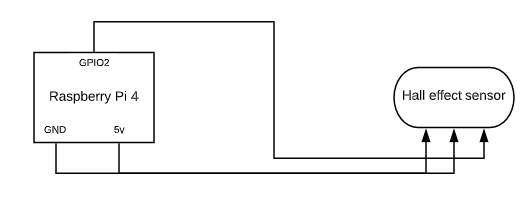 GPIO2
Raspberry Pi 4
GND 5v
Hall effect sensor